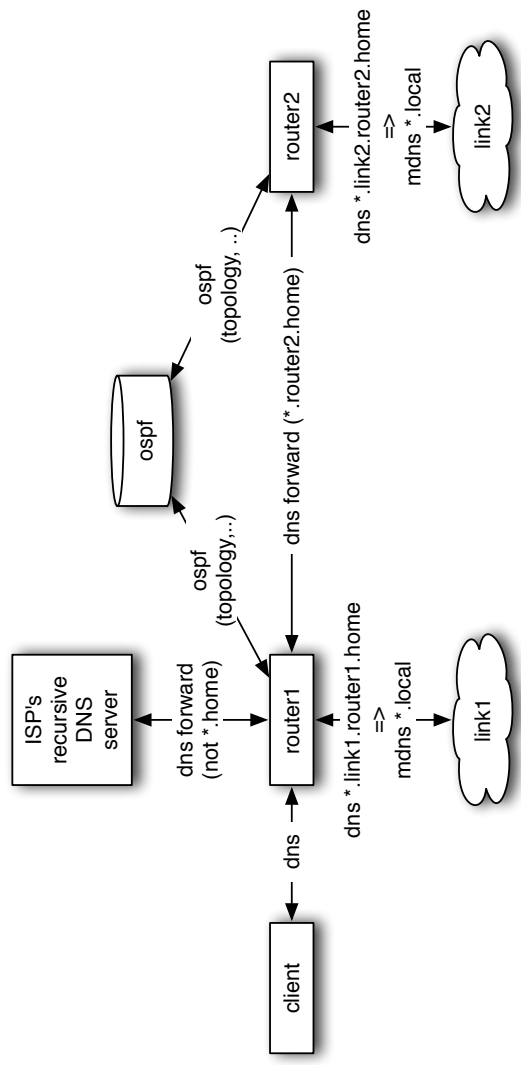 ISP's
recursive
DNS
server
ospf
dns forward
(not *.home)
ospf
(topology,..)
ospf
(topology, ..)
client
dns
router1
dns forward (*.router2.home)
router2
dns *.link1.router1.home
=>
mdns *.local
dns *.link2.router2.home
=>
mdns *.local
link1
link2